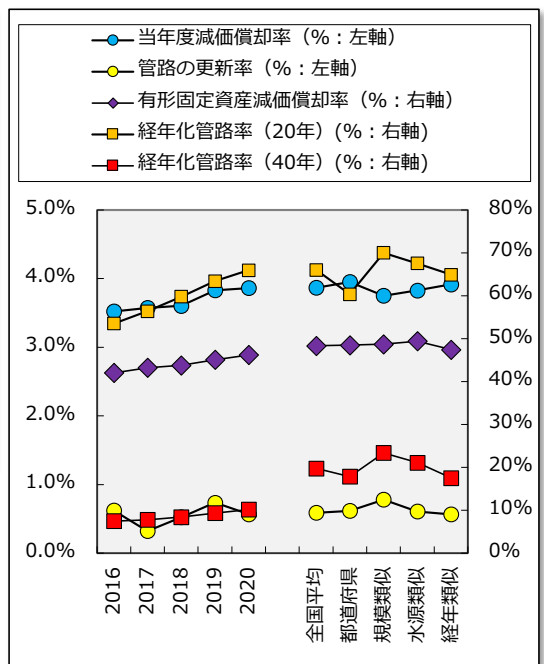 当年度減価償却率（%：左軸）
管路の更新率（%：左軸）
有形固定資産減価償却率（%：右軸）
経年化管路率（20年）(%：右軸)
経年化管路率（40年）(%：右軸)
5.0%
4.0%
3.0%
2.0%
1.0%
0.0%
80%
70%
60%
50%
40%
30%
20%
10%
0%
2016
2017
2018
2019
2020
全国平均
都道府県
規模類似
水源類似
経年類似